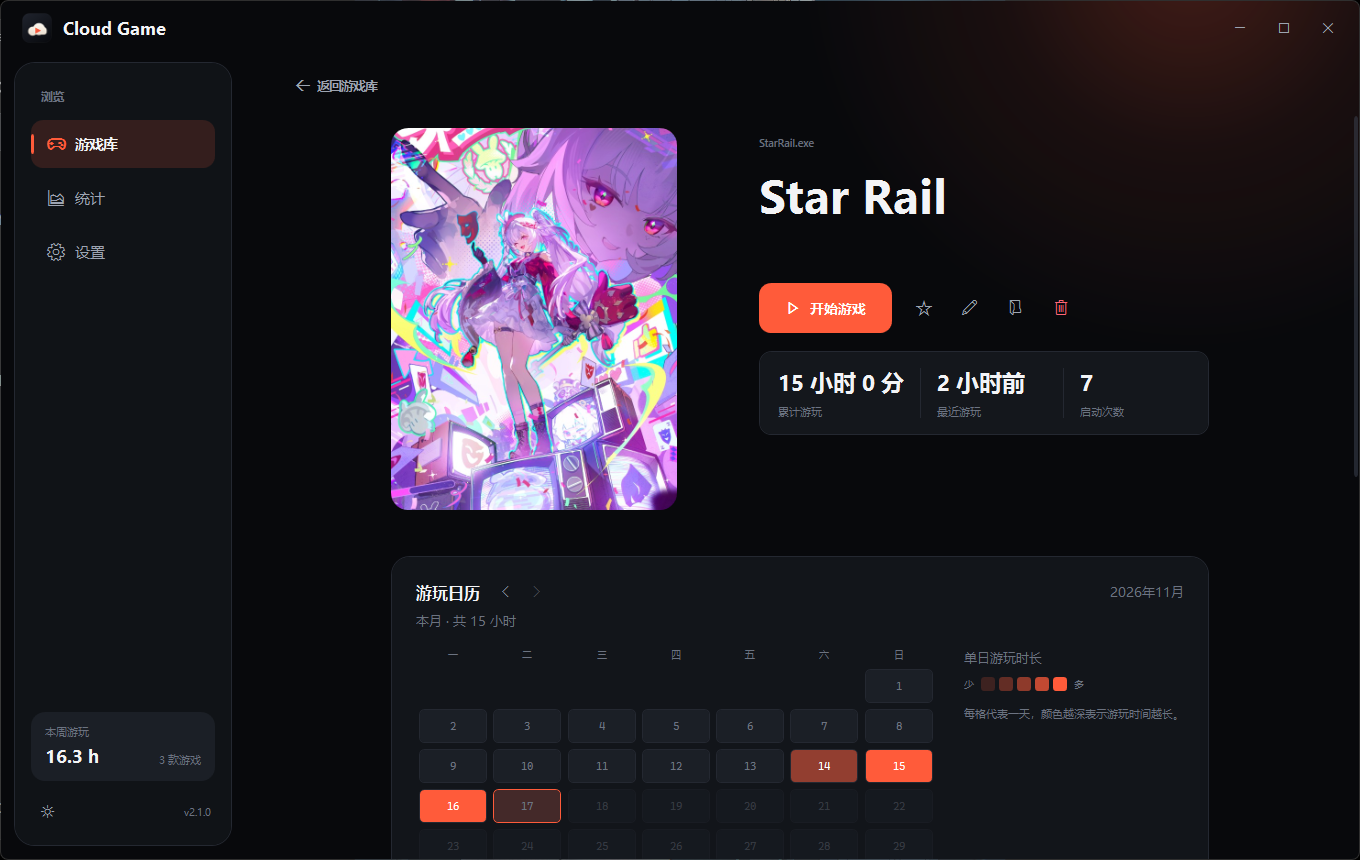 Cloud Game
浏览
游戏库
统计
设置
本周游玩
16.3 h
3 款游戏
v2.1.0
返回游戏库
StarRail.exe
Star Rail
开始游戏
15 小时 0 分
累计游玩
2 小时前
最近游玩
7
启动次数
游玩日历
2026年11月
本月 · 共 15 小时
一 二 三 四 五 六 日
1
2 3 4 5 6 7 8
9 10 11 12 13 14 15
16 17 18 19 20 21 22
23 24 25 26 27 28 29
单日游玩时长
少 多
每格代表一天，颜色越深表示游玩时间越长。